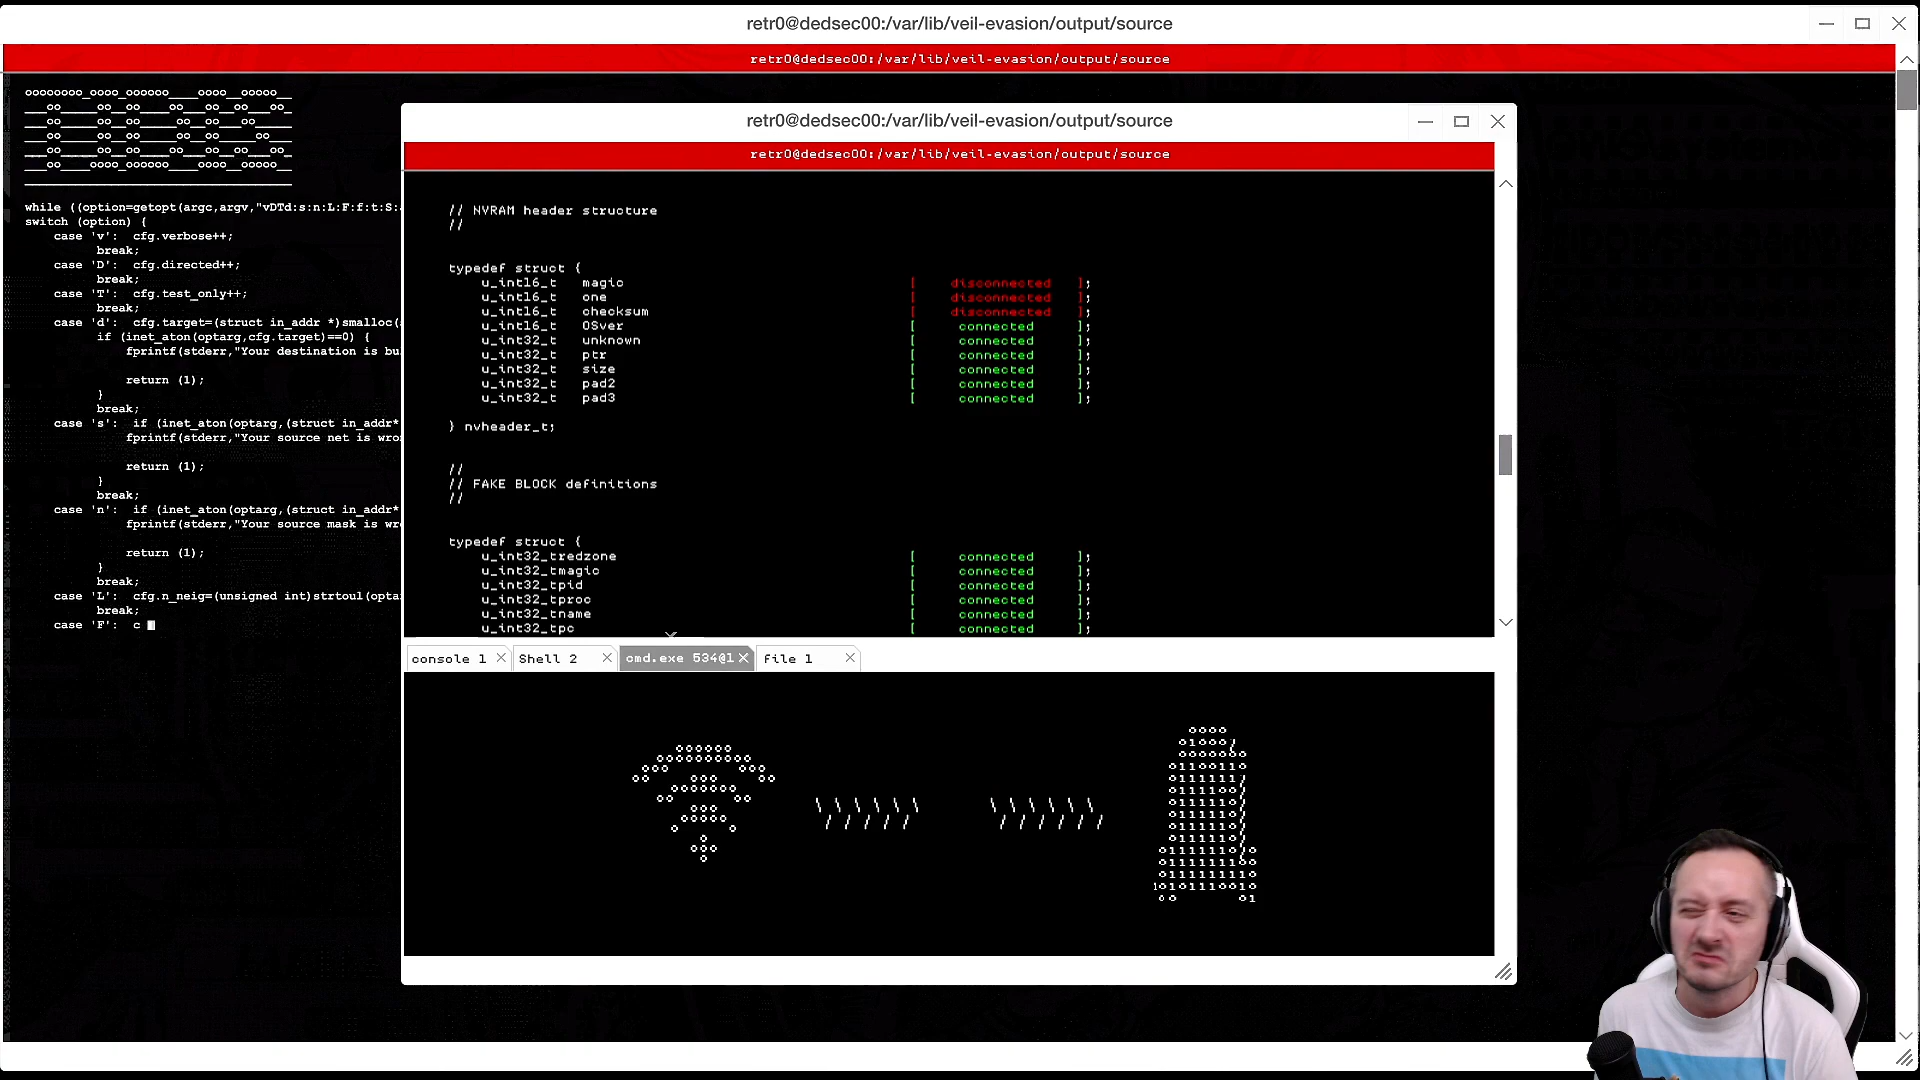 retr0@dedsec00:/var/lib/veil-evasion/output/source
retr0@dedsec00:/var/lib/veil-evasion/output/source
while ((option=getopt(argc,argv,"vDTd:s:n:L:F:f:t:S:
switch (option) {
case 'v': cfg.verbose++;
break;
case 'D': cfg.directed++;
break;
case 'T': cfg.test_only++;
break;
case 'd': cfg.target=(struct in_addr *)smalloc(
if (inet_aton(optarg,cfg.target)==0) {
fprintf(stderr,"Your destination is bu
return (1);
}
break;
case 's': if (inet_aton(optarg,(struct in_addr*
fprintf(stderr,"Your source net is wro
return (1);
}
break;
case 'n': if (inet_aton(optarg,(struct in_addr*
fprintf(stderr,"Your source mask is wr
return (1);
}
break;
case 'L': cfg.n_neig=(unsigned int)strtoul(opta
break;
case 'F': c
retr0@dedsec00:/var/lib/veil-evasion/output/source
retr0@dedsec00:/var/lib/veil-evasion/output/source
// NVRAM header structure
//
typedef struct {
u_int16_t magic [ disconnected ];
u_int16_t one [ disconnected ];
u_int16_t checksum [ disconnected ];
u_int16_t OSver [ connected ];
u_int32_t unknown [ connected ];
u_int32_t ptr [ connected ];
u_int32_t size [ connected ];
u_int32_t pad2 [ connected ];
u_int32_t pad3 [ connected ];
} nvheader_t;
//
// FAKE BLOCK definitions
//
typedef struct {
u_int32_tredzone [ connected ];
u_int32_tmagic [ connected ];
u_int32_tpid [ connected ];
u_int32_tproc [ connected ];
u_int32_tname [ connected ];
u_int32_tpc [ connected ];
console 1
Shell 2
cmd.exe 534@1
File 1